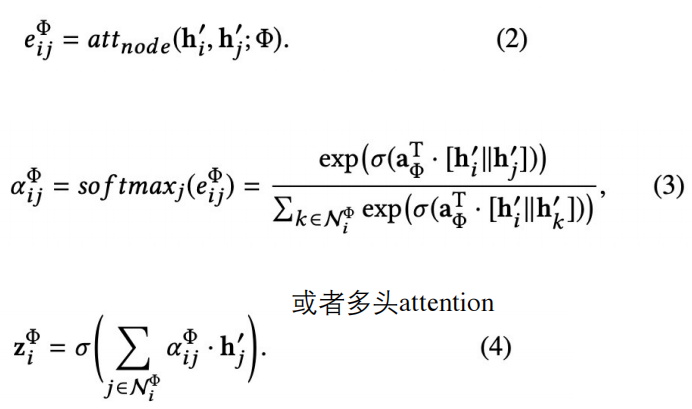 e_{ij}^{Φ} = att_{node}(h'_i, h'_j; Φ). (2)
α_{ij}^{Φ} = softmax_j(e_{ij}^{Φ}) = \frac{exp(σ(a_Φ^T · [h'_i‖h'_j]))}{∑_{k∈N_i^Φ} exp(σ(a_Φ^T · [h'_i‖h'_k]))}, (3)
或者多头attention
z_i^Φ = σ(∑_{j∈N_i^Φ} α_{ij}^Φ · h'_j). (4)